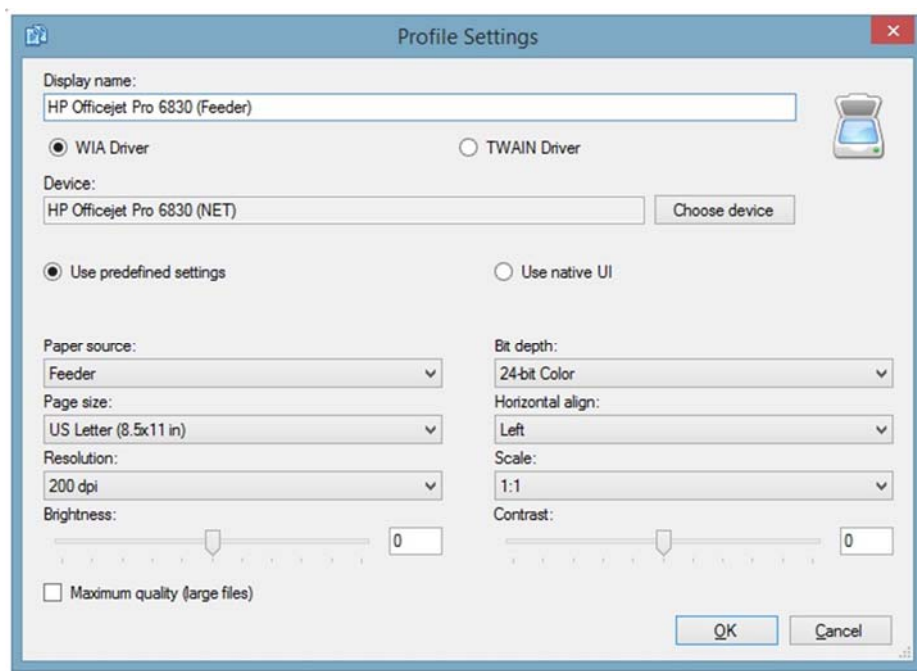 Profile Settings
Display name:
HP Officejet Pro 6830 (Feeder)
WIA Driver
TWAIN Driver
Device:
HP Officejet Pro 6830 (NET)
Choose device
Use predefined settings
Use native UI
Paper source:
Bit depth:
Feeder
24-bit Color
Page size:
Horizontal align:
US Letter (8.5x11 in)
Left
Resolution:
Scale:
200 dpi
1:1
Brightness:
Contrast:
0
0
Maximum quality (large files)
OK
Cancel